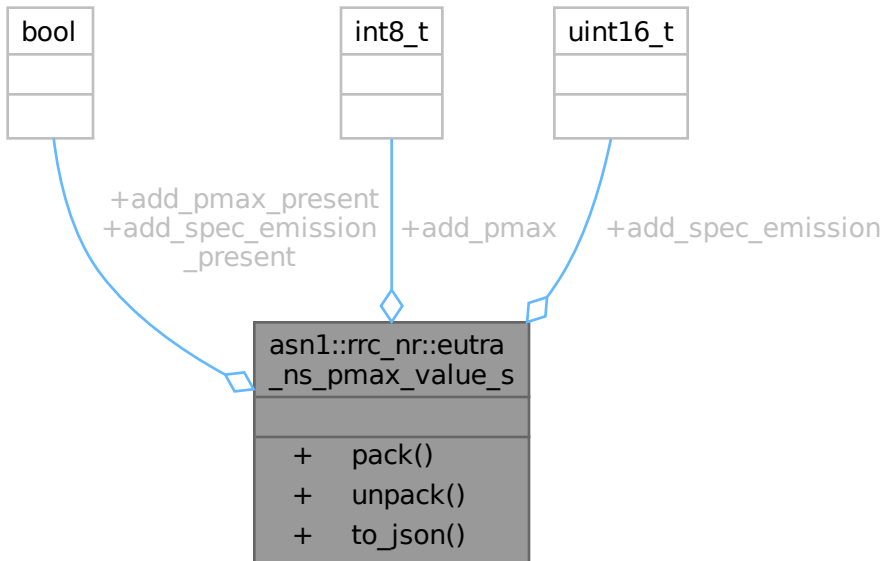 bool
int8_t
uint16_t
+add_pmax_present
+add_spec_emission
_present
+add_pmax
+add_spec_emission
asn1::rrc_nr::eutra
_ns_pmax_value_s
+ pack()
+ unpack()
+ to_json()